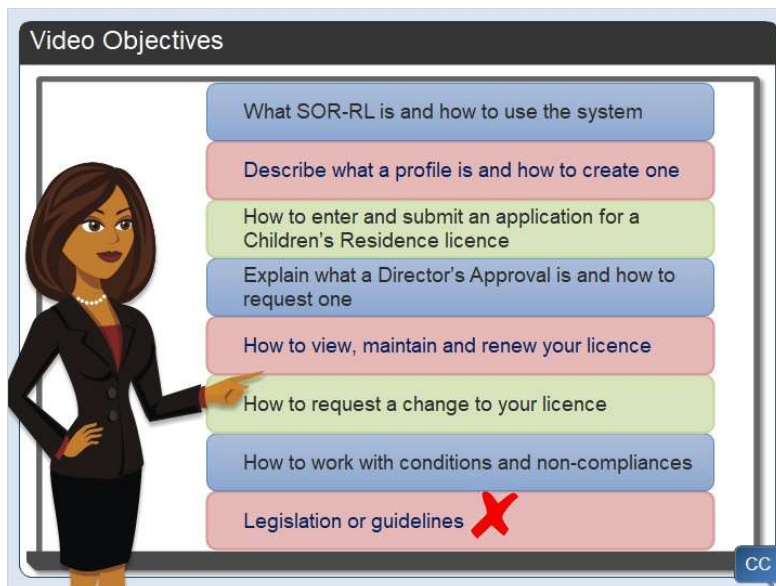 Video Objectives
What SOR-RL is and how to use the system
Describe what a profile is and how to create one
How to enter and submit an application for a
Children's Residence licence
Explain what a Director's Approval is and how to
request one
How to view, maintain and renew your licence
How to request a change to your licence
How to work with conditions and non-compliances
Legislation or guidelines
CC